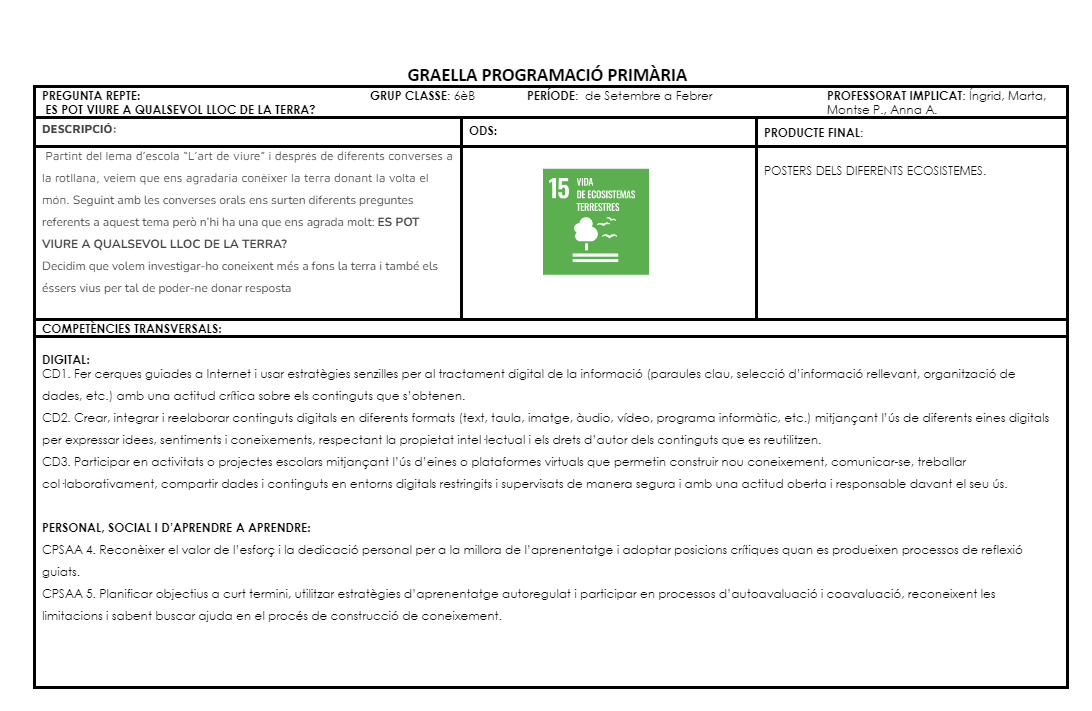 GRAELLA PROGRAMACIÓ PRIMÀRIA
PREGUNTA REPTE:
ES POT VIURE A QUALSEVOL LLOC DE LA TERRA?
GRUP CLASSE: 6èB
PERÍODE: de Setembre a Febrer
PROFESSORAT IMPLICAT: Íngrid, Marta,
Montse P., Anna A.
DESCRIPCIÓ:
Partint del lema d'escola "L'art de viure" i després de diferents converses a
la rotllana, veiem que ens agradaria conèixer la terra donant la volta el
món. Seguint amb les converses orals ens surten diferents preguntes
referents a aquest tema però n'hi ha una que ens agrada molt: ES POT
VIURE A QUALSEVOL LLOC DE LA TERRA?
Decidim que volem investigar-ho coneixent més a fons la terra i també els
éssers vius per tal de poder-ne donar resposta
ODS:
15 VIDA
DE ECOSISTEMAS
TERRESTRES
PRODUCTE FINAL:
POSTERS DELS DIFERENTS ECOSISTEMES.
COMPETÈNCIES TRANSVERSALS:
DIGITAL:
CD1. Fer cerques guiades a Internet i usar estratègies senzilles per al tractament digital de la informació (paraules clau, selecció d'informació rellevant, organització de
dades, etc.) amb una actitud crítica sobre els continguts que s'obtenen.
CD2. Crear, integrar i reelaborar continguts digitals en diferents formats (text, taula, imatge, àudio, vídeo, programa informàtic, etc.) mitjançant l'ús de diferents eines digitals
per expressar idees, sentiments i coneixements, respectant la propietat intel·lectual i els drets d'autor dels continguts que es reutilitzen.
CD3. Participar en activitats o projectes escolars mitjançant l'ús d'eines o plataformes virtuals que permetin construir nou coneixement, comunicar-se, treballar
col·laborativament, compartir dades i continguts en entorns digitals restringits i supervisats de manera segura i amb una actitud oberta i responsable davant el seu ús.
PERSONAL, SOCIAL I D'APRENDRE A APRENDRE:
CPSAA 4. Reconèixer el valor de l'esforç i la dedicació personal per a la millora de l'aprenentatge i adoptar posicions crítiques quan es produeixen processos de reflexió
guiats.
CPSAA 5. Planificar objectius a curt termini, utilitzar estratègies d'aprenentatge autoregulat i participar en processos d'autoavaluació i coavaluació, reconeixent les
limitacions i sabent buscar ajuda en el procés de construcció de coneixement.